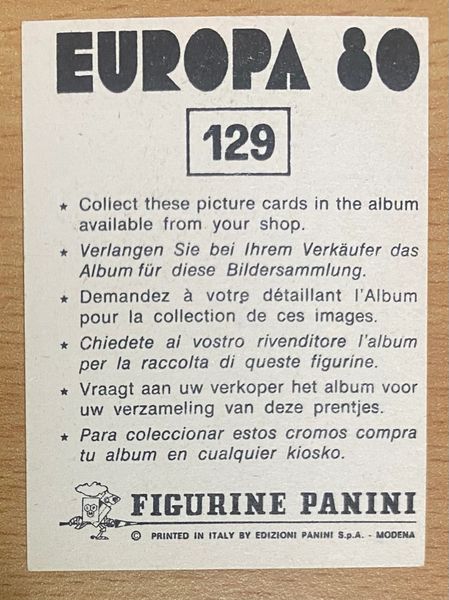 EUROPA 80
129
★ Collect these picture cards in the album
available from your shop.
★ Verlangen Sie bei Ihrem Verkäufer das
Album für diese Bildersammlung.
★ Demandez à votre détaillant l'Album
pour la collection de ces images.
★ Chiedete al vostro rivenditore l'album
per la raccolta di queste figurine.
★ Vraagt aan uw verkoper het album voor
uw verzameling van deze prentjes.
★ Para coleccionar estos cromos compra
tu album en cualquier kiosko.
FIGURINE PANINI
© PRINTED IN ITALY BY EDIZIONI PANINI S.p.A. - MODENA